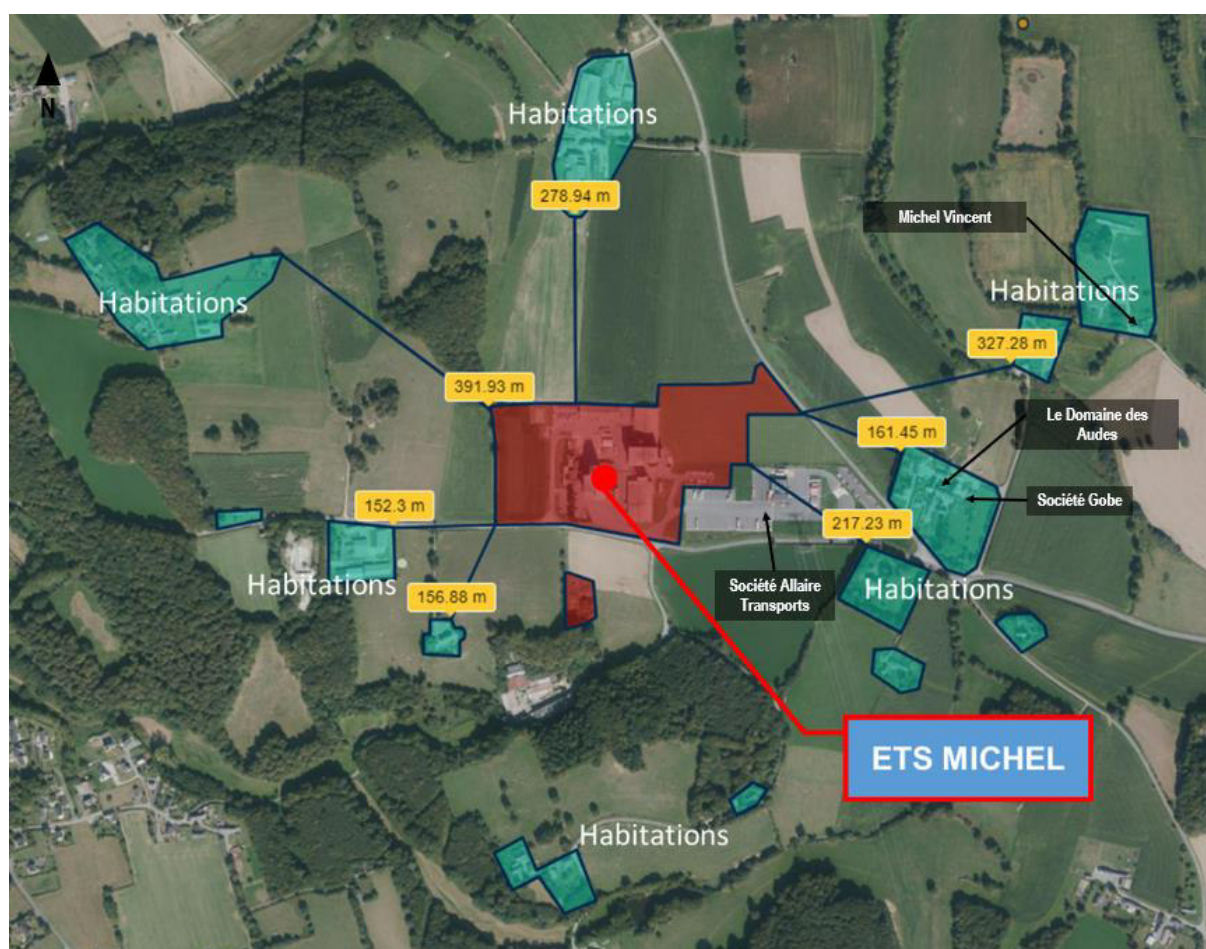 N
Habitations
278.94 m
Michel Vincent
Habitations
Habitations
327.28 m
391.93 m
Le Domaine des
Audes
161.45 m
Société Gobe
152.3 m
217.23 m
Habitations
Société Allaire
Transports
Habitations
156.88 m
ETS MICHEL
Habitations